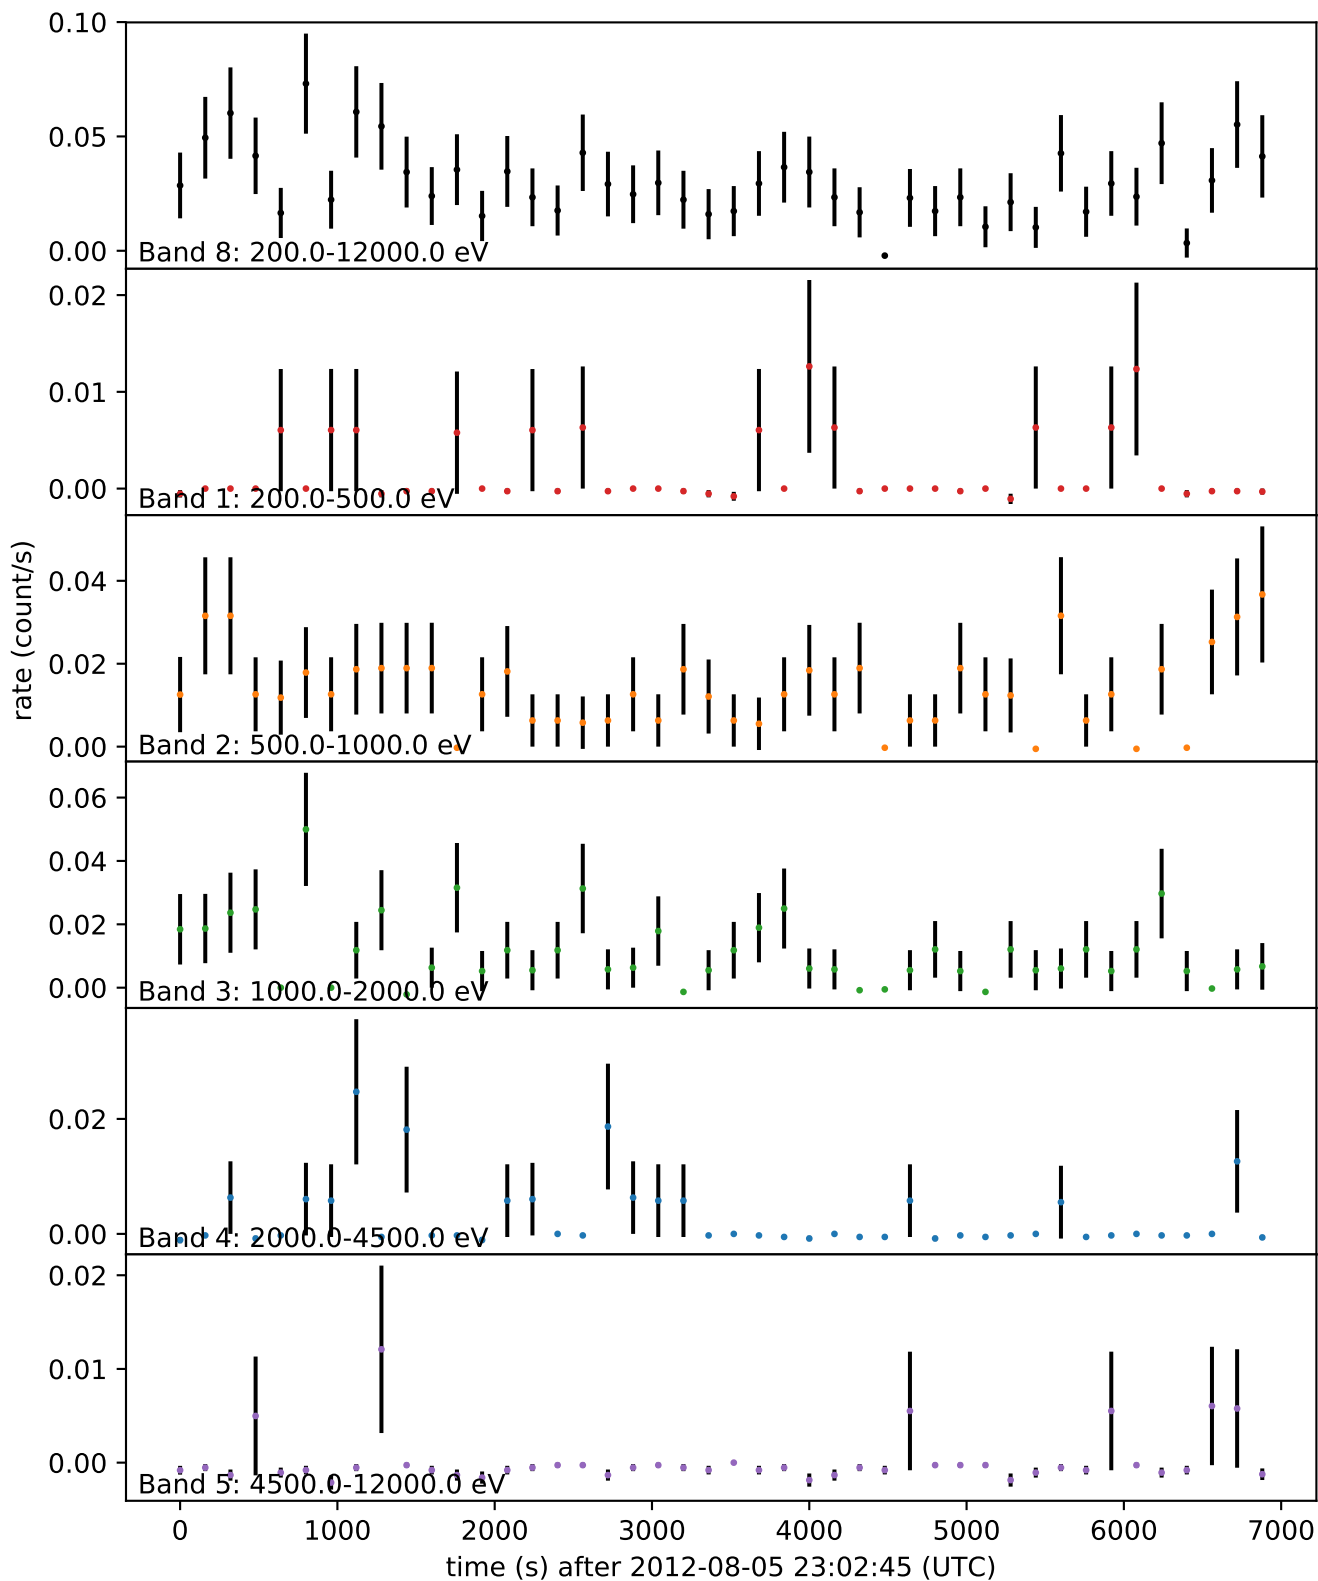 0.10
0.05
0.00
Band 8: 200.0-12000.0 eV
0.02
0.01
0.00
Band 1: 200.0-500.0 eV
rate (count/s)
0.04
0.02
0.00
Band 2: 500.0-1000.0 eV
0.06
0.04
0.02
0.00
Band 3: 1000.0-2000.0 eV
0.02
0.00
Band 4: 2000.0-4500.0 eV
0.02
0.01
0.00
Band 5: 4500.0-12000.0 eV
0 1000 2000 3000 4000 5000 6000 7000
time (s) after 2012-08-05 23:02:45 (UTC)